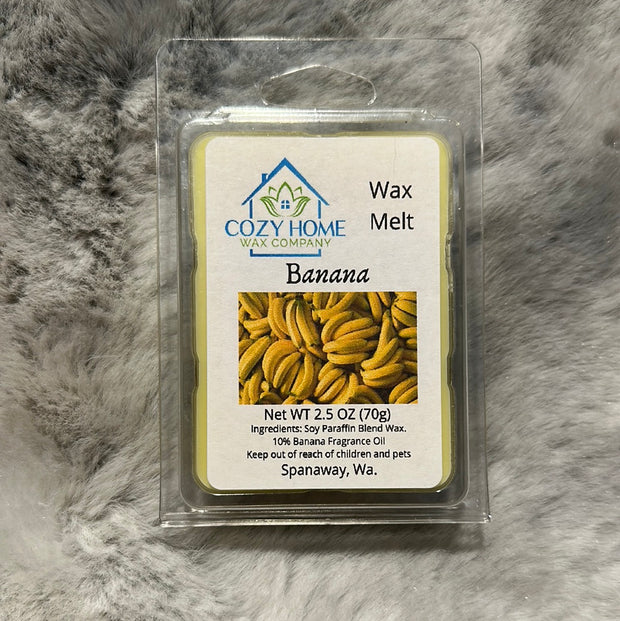 Wax
Melt
COZY HOME
WAX COMPANY
Banana
Net WT 2.5 OZ (70g)
Ingredients: Soy Paraffin Blend Wax.
10% Banana Fragrance Oil
Keep out of reach of children and pets
Spanaway, Wa.